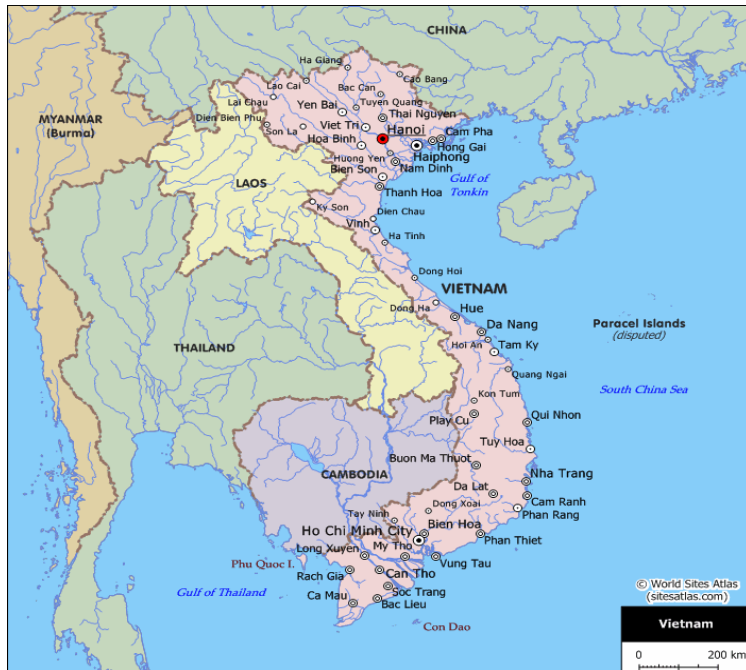 CHINA
Ha Giang
Cao Bang
Lao Cai
Bac Can
Lai Chau
Yen Bai
Tuyen Quang
Thai Nguyen
MYANMAR
(Burma)
Dien Bien Phu
Son La
Viet Tri
Hanoi
Cam Pha
Hoa Binh
Hong Gai
Haiphong
Huong Yen
Nam Dinh
Bien Son
LAOS
Gulf of
Tonkin
Thanh Hoa
Ky Son
Dien Chau
Vinh
Ha Tinh
Dong Hoi
VIETNAM
Dong Ha
Hue
Da Nang
Paracel Islands
(disputed)
Hoi An
Tam Ky
THAILAND
Quang Ngai
South China Sea
Kon Tum
Play Cu
Qui Nhon
Tuy Hoa
Buon Ma Thuot
CAMBODIA
Nha Trang
Da Lat
Cam Ranh
Dong Xoai
Phan Rang
Tay Ninh
Ho Chi Minh City
Bien Hoa
Phan Thiet
Long Xuyen
My Tho
Vung Tau
Phu Quoc I.
Rach Gia
Can Tho
Gulf of Thailand
Soc Trang
Ca Mau
Bac Lieu
Con Dao
© World Sites Atlas
(sitesatlas.com)
Vietnam
0 200 km